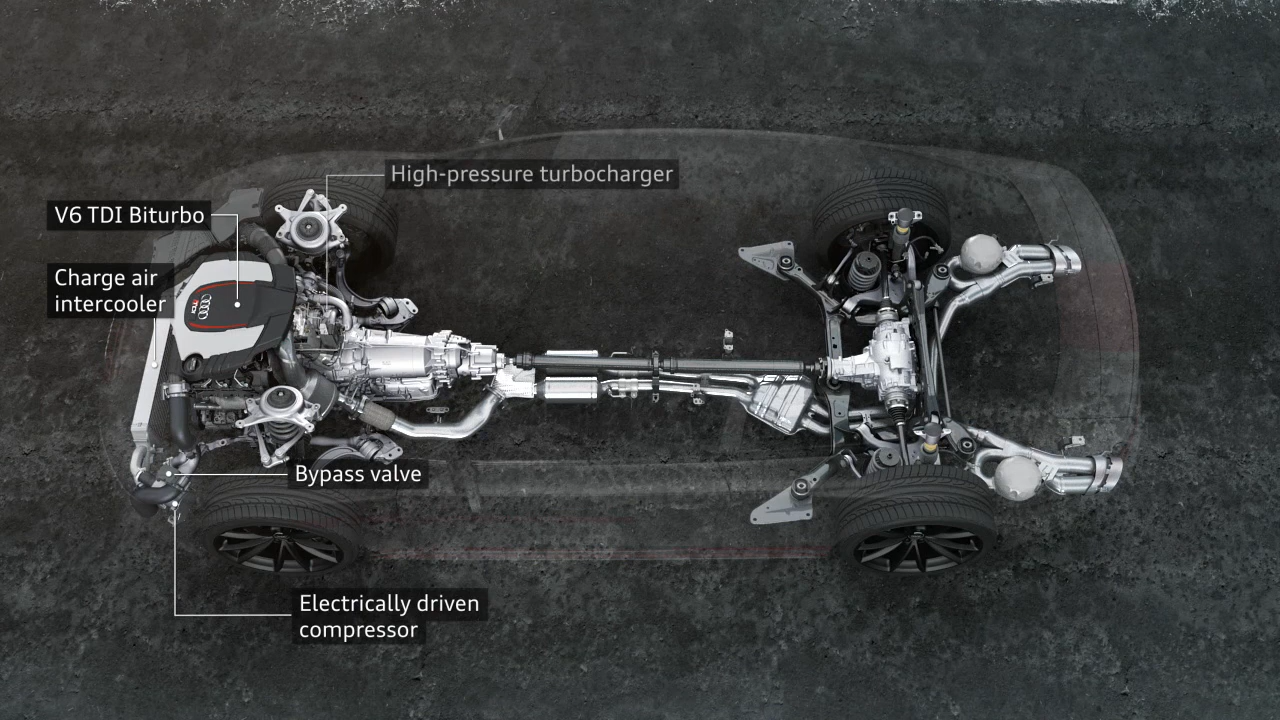 High-pressure turbocharger
V6 TDI Biturbo
Charge air
intercooler
Bypass valve
Electrically driven
compressor